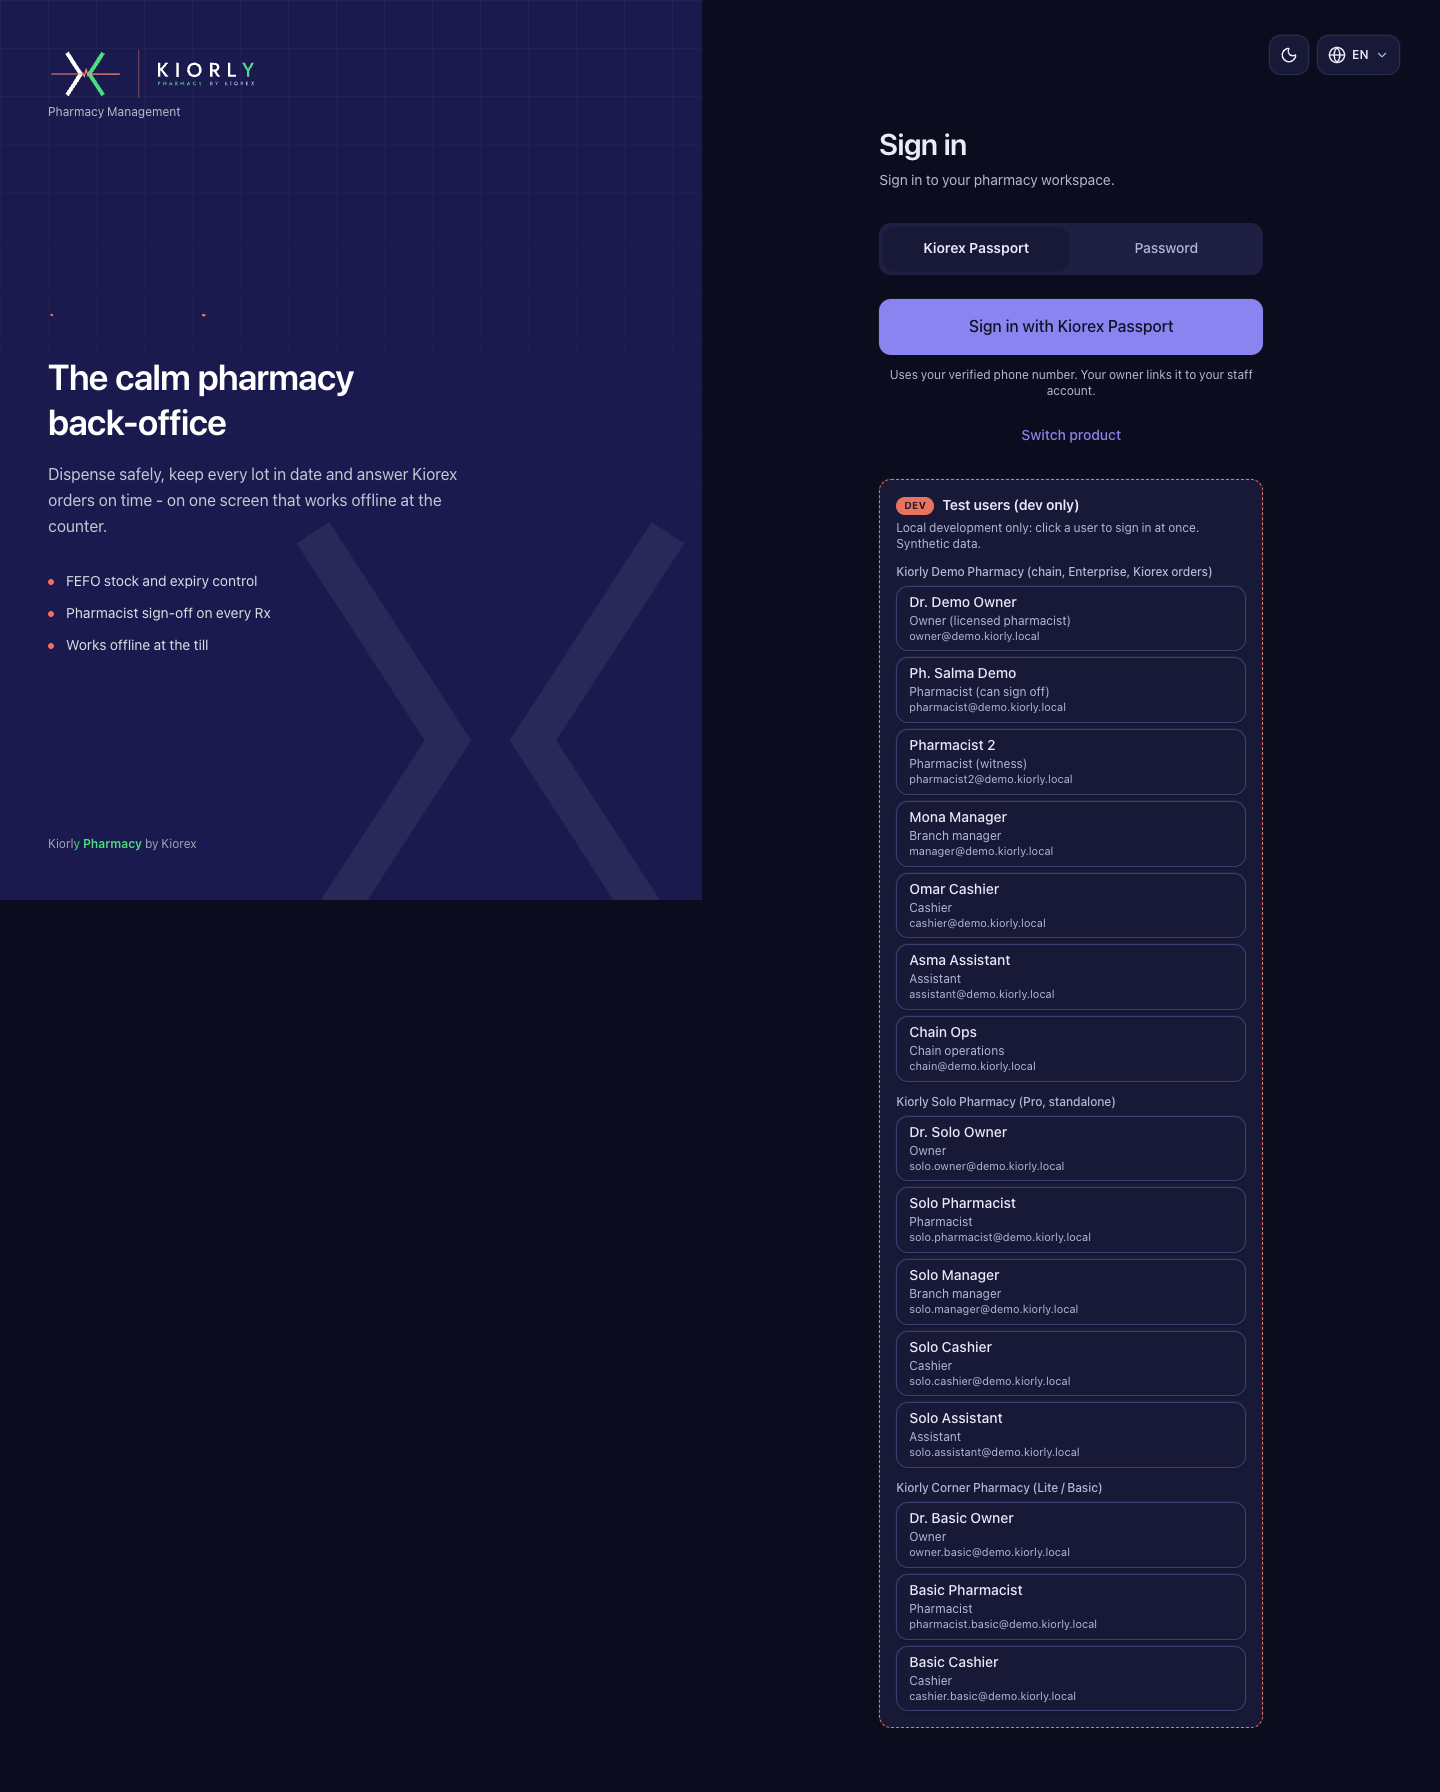 KIORLY
PHARMACY BY KIOREX
Pharmacy Management
The calm pharmacy
back-office
Dispense safely, keep every lot in date and answer Kiorex
orders on time - on one screen that works offline at the
counter.
FEFO stock and expiry control
Pharmacist sign-off on every Rx
Works offline at the till
Kiorly Pharmacy by Kiorex
EN
Sign in
Sign in to your pharmacy workspace.
Kiorex Passport
Password
Sign in with Kiorex Passport
Uses your verified phone number. Your owner links it to your staff
account.
Switch product
DEV Test users (dev only)
Local development only: click a user to sign in at once.
Synthetic data.
Kiorly Demo Pharmacy (chain, Enterprise, Kiorex orders)
Dr. Demo Owner
Owner (licensed pharmacist)
owner@demo.kiorly.local
Ph. Salma Demo
Pharmacist (can sign off)
pharmacist@demo.kiorly.local
Pharmacist 2
Pharmacist (witness)
pharmacist2@demo.kiorly.local
Mona Manager
Branch manager
manager@demo.kiorly.local
Omar Cashier
Cashier
cashier@demo.kiorly.local
Asma Assistant
Assistant
assistant@demo.kiorly.local
Chain Ops
Chain operations
chain@demo.kiorly.local
Kiorly Solo Pharmacy (Pro, standalone)
Dr. Solo Owner
Owner
solo.owner@demo.kiorly.local
Solo Pharmacist
Pharmacist
solo.pharmacist@demo.kiorly.local
Solo Manager
Branch manager
solo.manager@demo.kiorly.local
Solo Cashier
Cashier
solo.cashier@demo.kiorly.local
Solo Assistant
Assistant
solo.assistant@demo.kiorly.local
Kiorly Corner Pharmacy (Lite / Basic)
Dr. Basic Owner
Owner
owner.basic@demo.kiorly.local
Basic Pharmacist
Pharmacist
pharmacist.basic@demo.kiorly.local
Basic Cashier
Cashier
cashier.basic@demo.kiorly.local